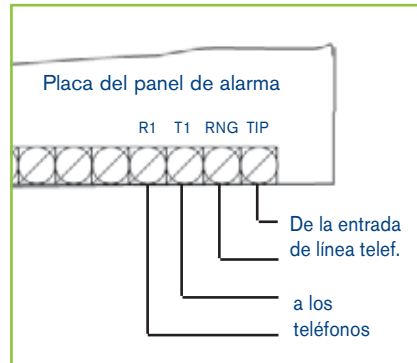 Placa del panel de alarma
R1 T1 RNG TIP
De la entrada
de línea telef.
a los
teléfonos